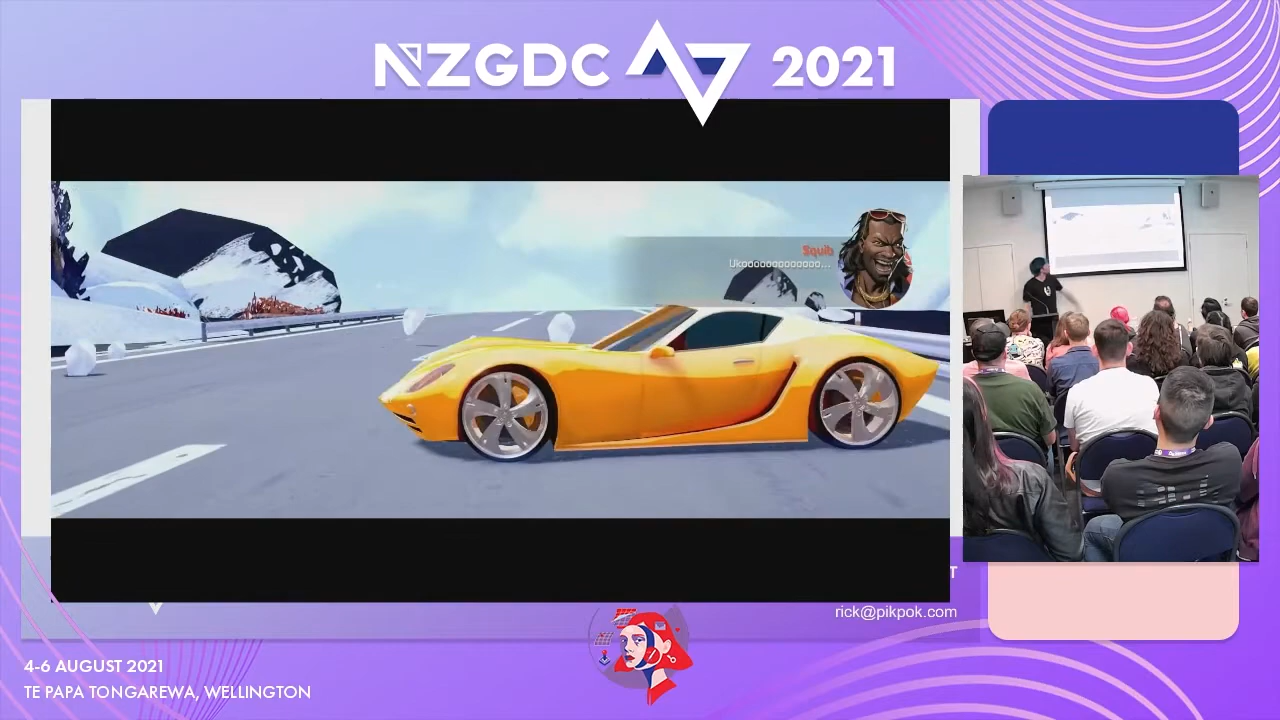 NZGDC 2021
Squib
Ukooooooooooooo...
T
rick@pikpok.com
4-6 AUGUST 2021
TE PAPA TONGAREWA, WELLINGTON